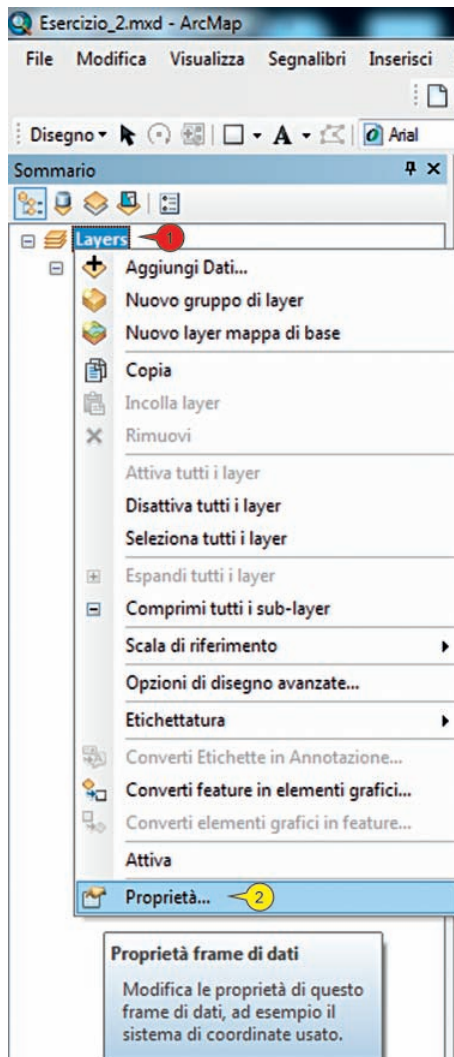 Esercizio_2.mxd - ArcMap
File Modifica Visualizza Segnalibri Inserisci
Disegno A Arial
Sommario
Layers 1
Aggiungi Dati...
Nuovo gruppo di layer
Nuovo layer mappa di base
Copia
Incolla layer
Rimuovi
Attiva tutti i layer
Disattiva tutti i layer
Seleziona tutti i layer
Espandi tutti i layer
Comprimi tutti i sub-layer
Scala di riferimento
Opzioni di disegno avanzate...
Etichettatura
Converti Etichette in Annotazione...
Converti feature in elementi grafici...
Converti elementi grafici in feature...
Attiva
Proprietà... 2
Proprietà frame di dati
Modifica le proprietà di questo
frame di dati, ad esempio il
sistema di coordinate usato.